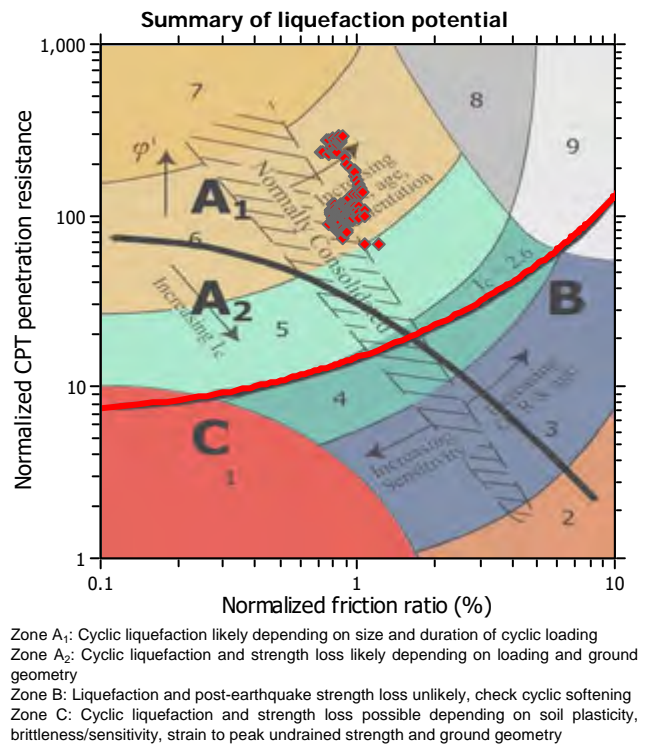 Summary of liquefaction potential
1,000
100
10
1
Normalized CPT penetration resistance
7
8
9
φ'
A1
Increasing
age,
Normally Consolidated
6
A2
Increasing Ic
5
Ic 2.6
B
4
3
Increasing
Sensitivity
C
1
2
0.1
1
10
Normalized friction ratio (%)
Zone A1: Cyclic liquefaction likely depending on size and duration of cyclic loading
Zone A2: Cyclic liquefaction and strength loss likely depending on loading and ground
geometry
Zone B: Liquefaction and post-earthquake strength loss unlikely, check cyclic softening
Zone C: Cyclic liquefaction and strength loss possible depending on soil plasticity,
brittleness/sensitivity, strain to peak undrained strength and ground geometry